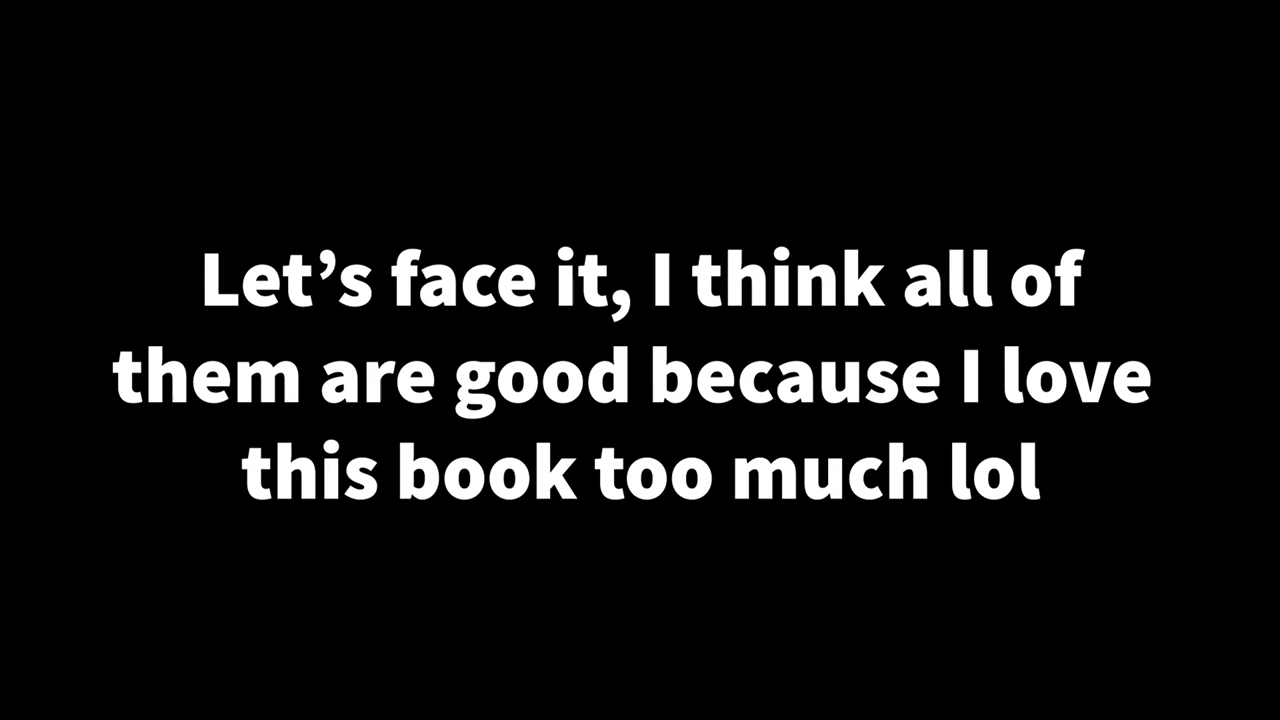 Let’s face it, I think all of
them are good because I love
this book too much lol